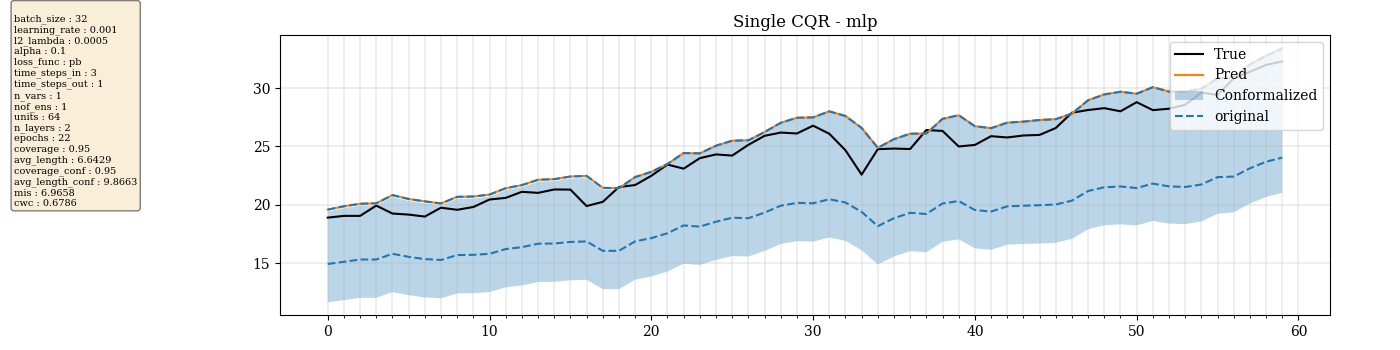 batch_size : 32
learning_rate : 0.001
l2_lambda : 0.0005
alpha : 0.1
loss_func : pb
time_steps_in : 3
time_steps_out : 1
n_vars : 1
nof_ens : 1
units : 64
n_layers : 2
epochs : 22
coverage : 0.95
avg_length : 6.6429
coverage_conf : 0.95
avg_length_conf : 9.8663
mis : 6.9658
cwc : 0.6786
Single CQR - mlp
True
Pred
Conformalized
original
30
25
20
15
0 10 20 30 40 50 60